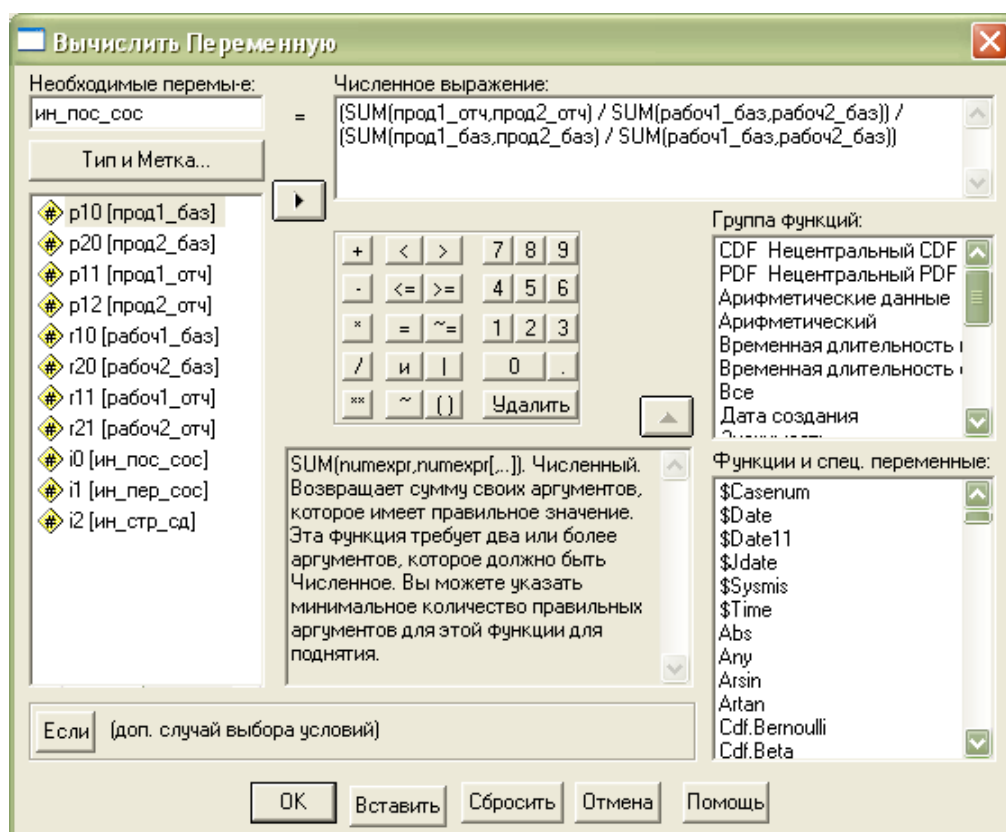 Вычислить Переменную
Необходимые перемы-е:
ин_пос_сос
=
Численное выражение:
(SUM(прод1_отч,прод2_отч) / SUM(рабоч1_баз,рабоч2_баз)) /
(SUM(прод1_баз,прод2_баз) / SUM(рабоч1_баз,рабоч2_баз))
Тип и Метка...
p10 [прод1_баз]
p20 [прод2_баз]
p11 [прод1_отч]
p12 [прод2_отч]
r10 [рабоч1_баз]
r20 [рабоч2_баз]
r11 [рабоч1_отч]
r21 [рабоч2_отч]
i0 [ин_пос_сос]
i1 [ин_пер_сос]
i2 [ин_стр_сд]
+ < > 7 8 9
- <= >= 4 5 6
* = ~= 1 2 3
/ и | 0 .
** ~ ( ) Удалить
Группа функций:
CDF Нецентральный CDF
PDF Нецентральный PDF
Арифметические данные
Арифметический
Временная длительность
Временная длительность
Все
Дата создания
SUM(numexpr,numexpr[,..]). Численный.
Возвращает сумму своих аргументов,
которое имеет правильное значение.
Эта функция требует два или более
аргументов, которое должно быть
Численное. Вы можете указать
минимальное количество правильных
аргументов для этой функции для
поднятия.
Функции и спец. переменные:
$Casenum
$Date
$Date11
$Jdate
$Sysmis
$Time
Abs
Any
Arsin
Artan
Cdf.Bernoulli
Cdf.Beta
Если (доп. случай выбора условий)
OK Вставить Сбросить Отмена Помощь